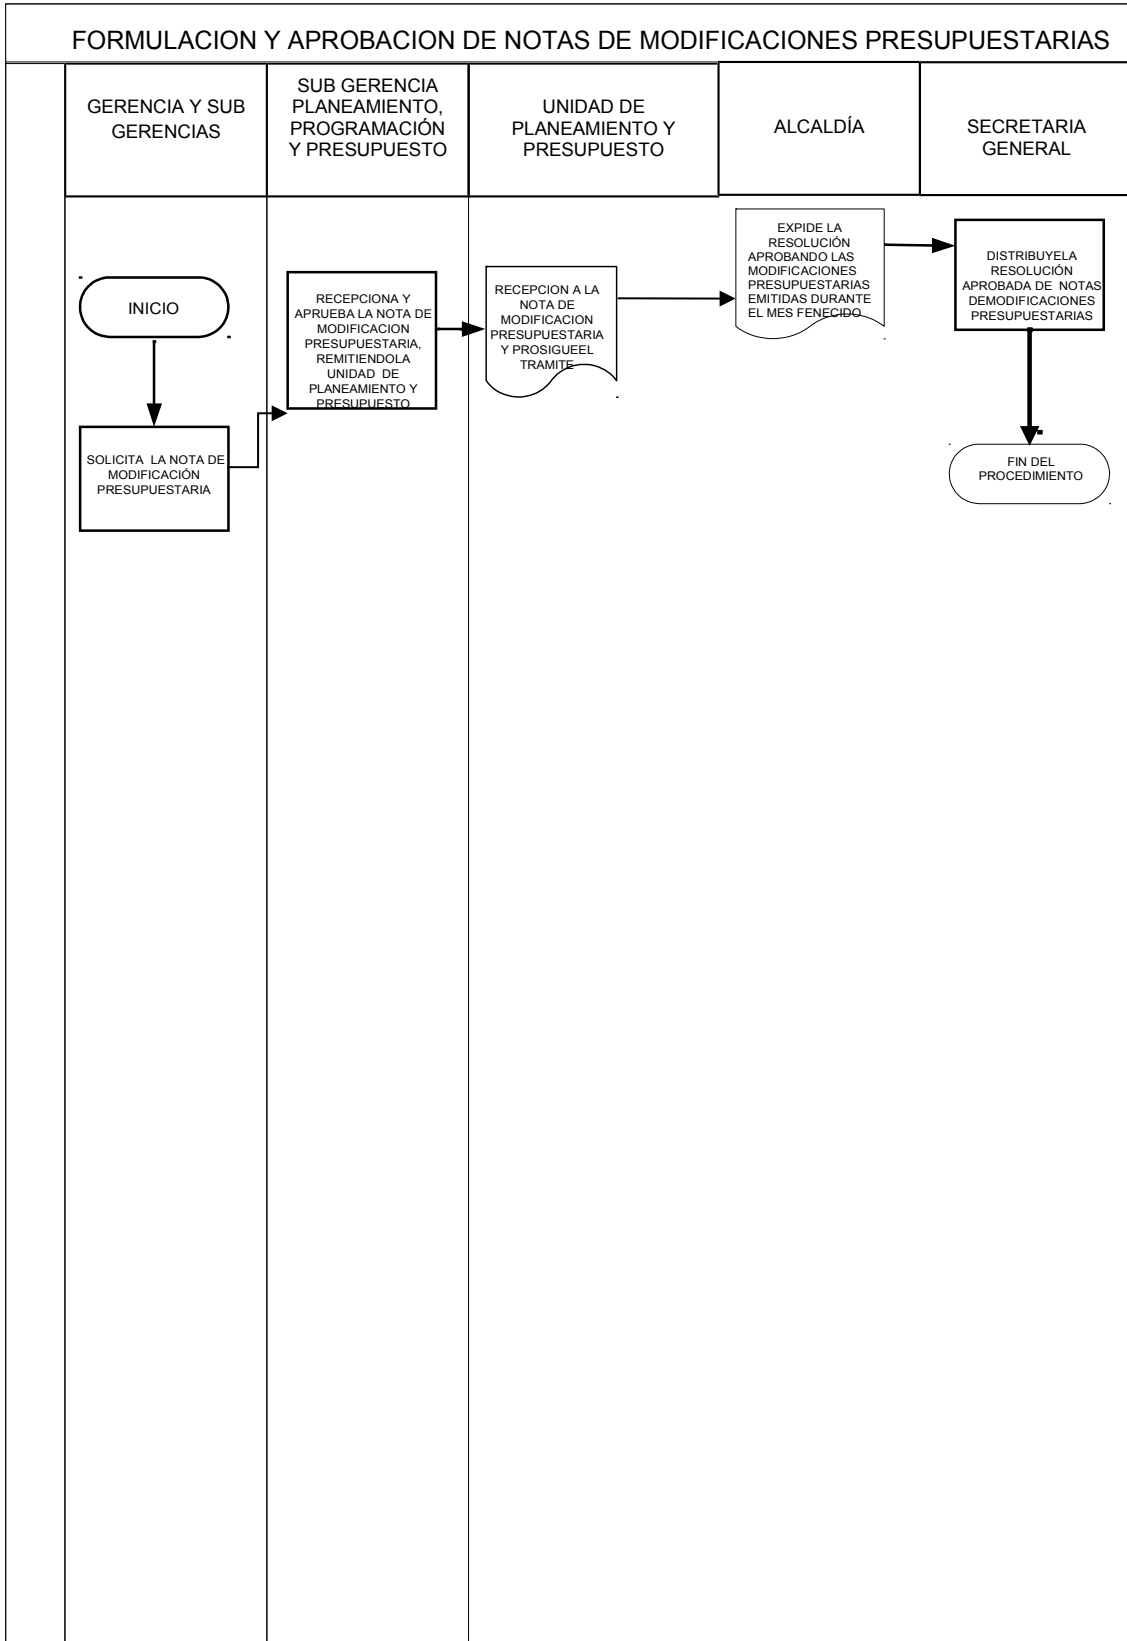 FORMULACION Y APROBACION DE NOTAS DE MODIFICACIONES PRESUPUESTARIAS
GERENCIA Y SUB
GERENCIAS
SUB GERENCIA
PLANEAMIENTO,
PROGRAMACIÓN
Y PRESUPUESTO
UNIDAD DE
PLANEAMIENTO Y
PRESUPUESTO
ALCALDÍA
SECRETARIA
GENERAL
INICIO
SOLICITA LA NOTA DE
MODIFICACIÓN
PRESUPUESTARIA
RECEPCIONA Y
APRUEBA LA NOTA DE
MODIFICACION
PRESUPUESTARIA,
REMITIENDOLA
UNIDAD DE
PLANEAMIENTO Y
PRESUPUESTO
RECEPCION A LA
NOTA DE
MODIFICACION
PRESUPUESTARIA
Y PROSIGUEEL
TRAMITE
EXPIDE LA
RESOLUCIÓN
APROBANDO LAS
MODIFICACIONES
PRESUPUESTARIAS
EMITIDAS DURANTE
EL MES FENECIDO
DISTRIBUYELA
RESOLUCIÓN
APROBADA DE NOTAS
DEMODIFICACIONES
PRESUPUESTARIAS
FIN DEL
PROCEDIMIENTO